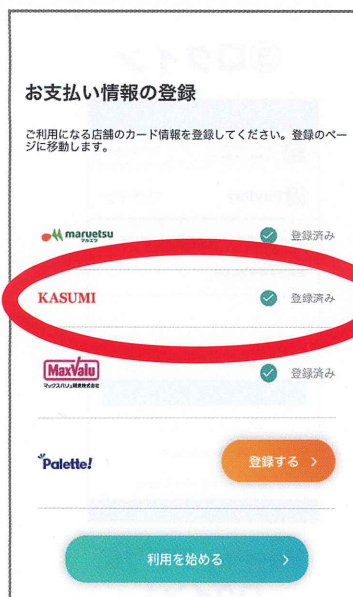 お支払い情報の登録
ご利用になる店舗のカード情報を登録してください。登録のペー
ジに移動します。
maruetsu
マルエツ
登録済み
KASUMI
登録済み
MaxValu
マックスバリュ関東株式会社
登録済み
Palette!
登録する
利用を始める